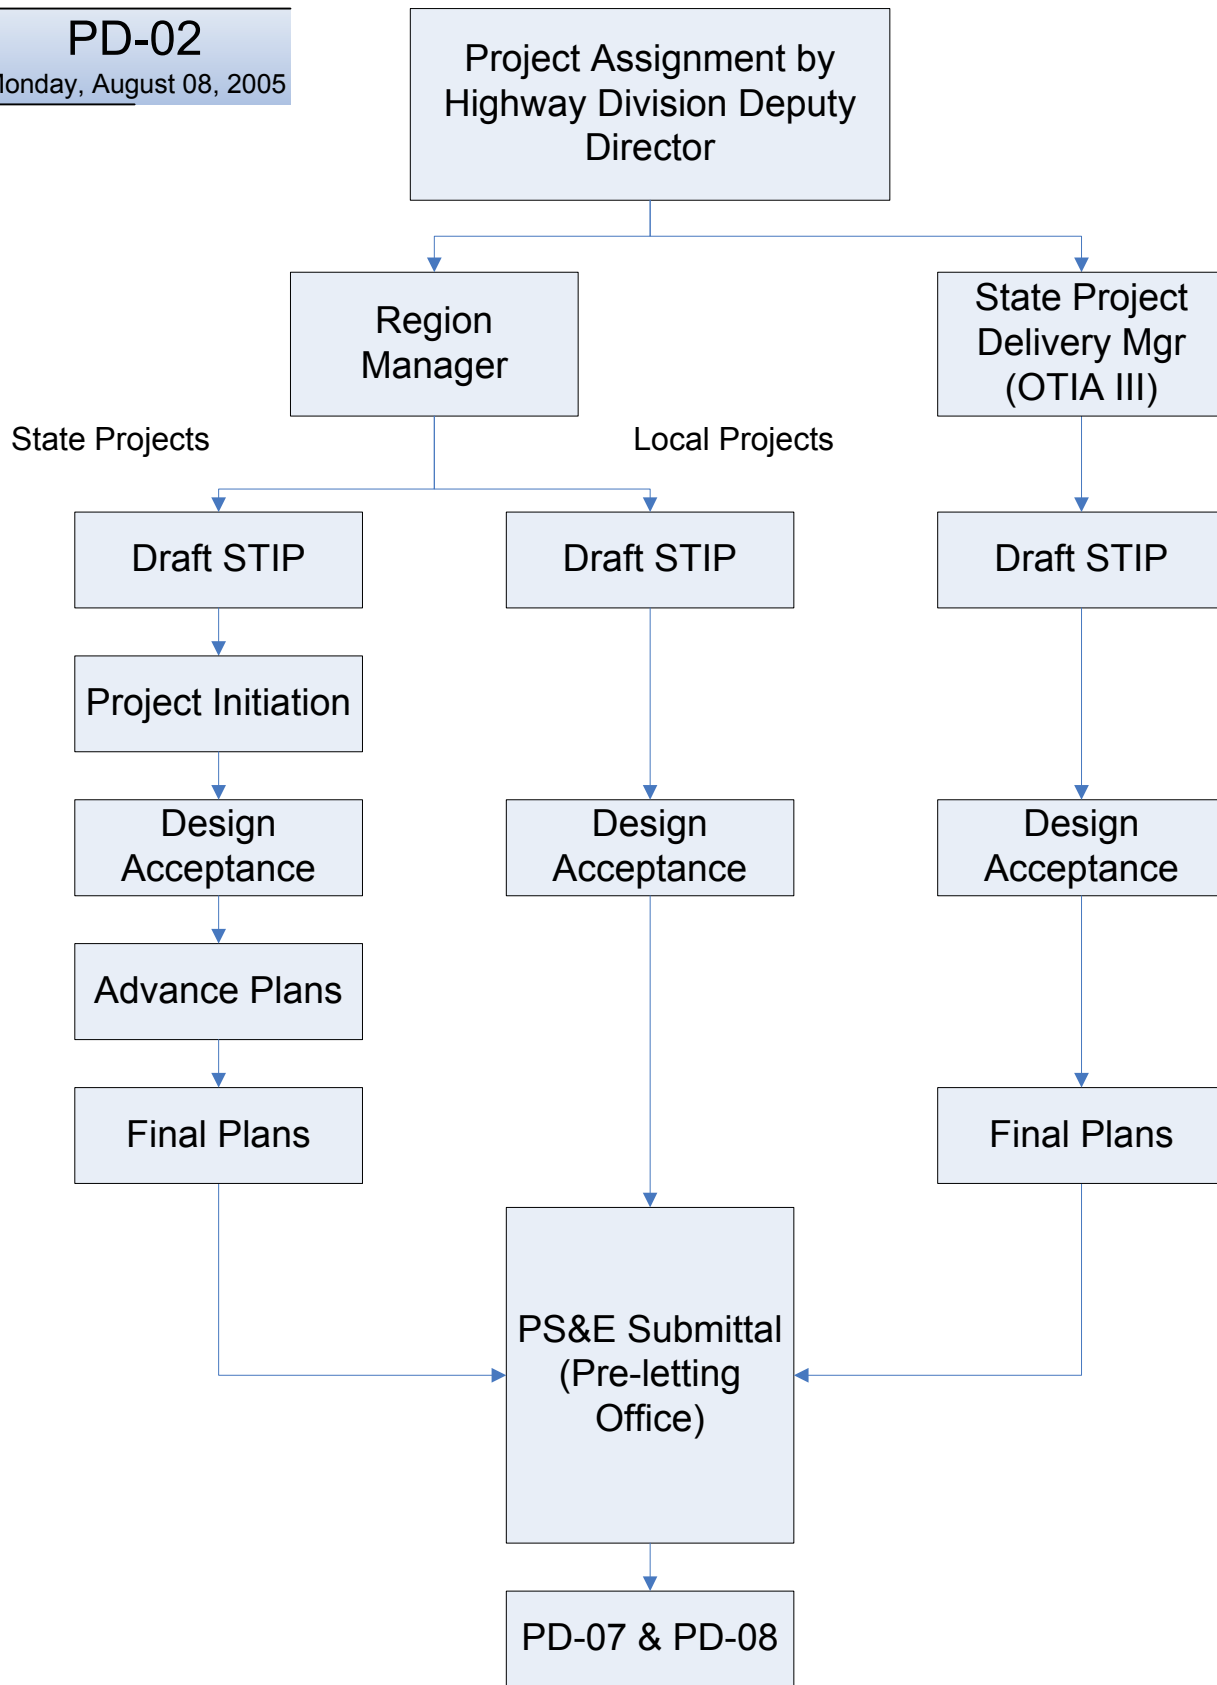 PD-02
Monday, August 08, 2005
Project Assignment by
Highway Division Deputy
Director
Region
Manager
State Project
Delivery Mgr
(OTIA III)
State Projects
Local Projects
Draft STIP
Draft STIP
Draft STIP
Project Initiation
Design
Acceptance
Design
Acceptance
Design
Acceptance
Advance Plans
Final Plans
Final Plans
PS&E Submittal
(Pre-letting
Office)
PD-07 & PD-08